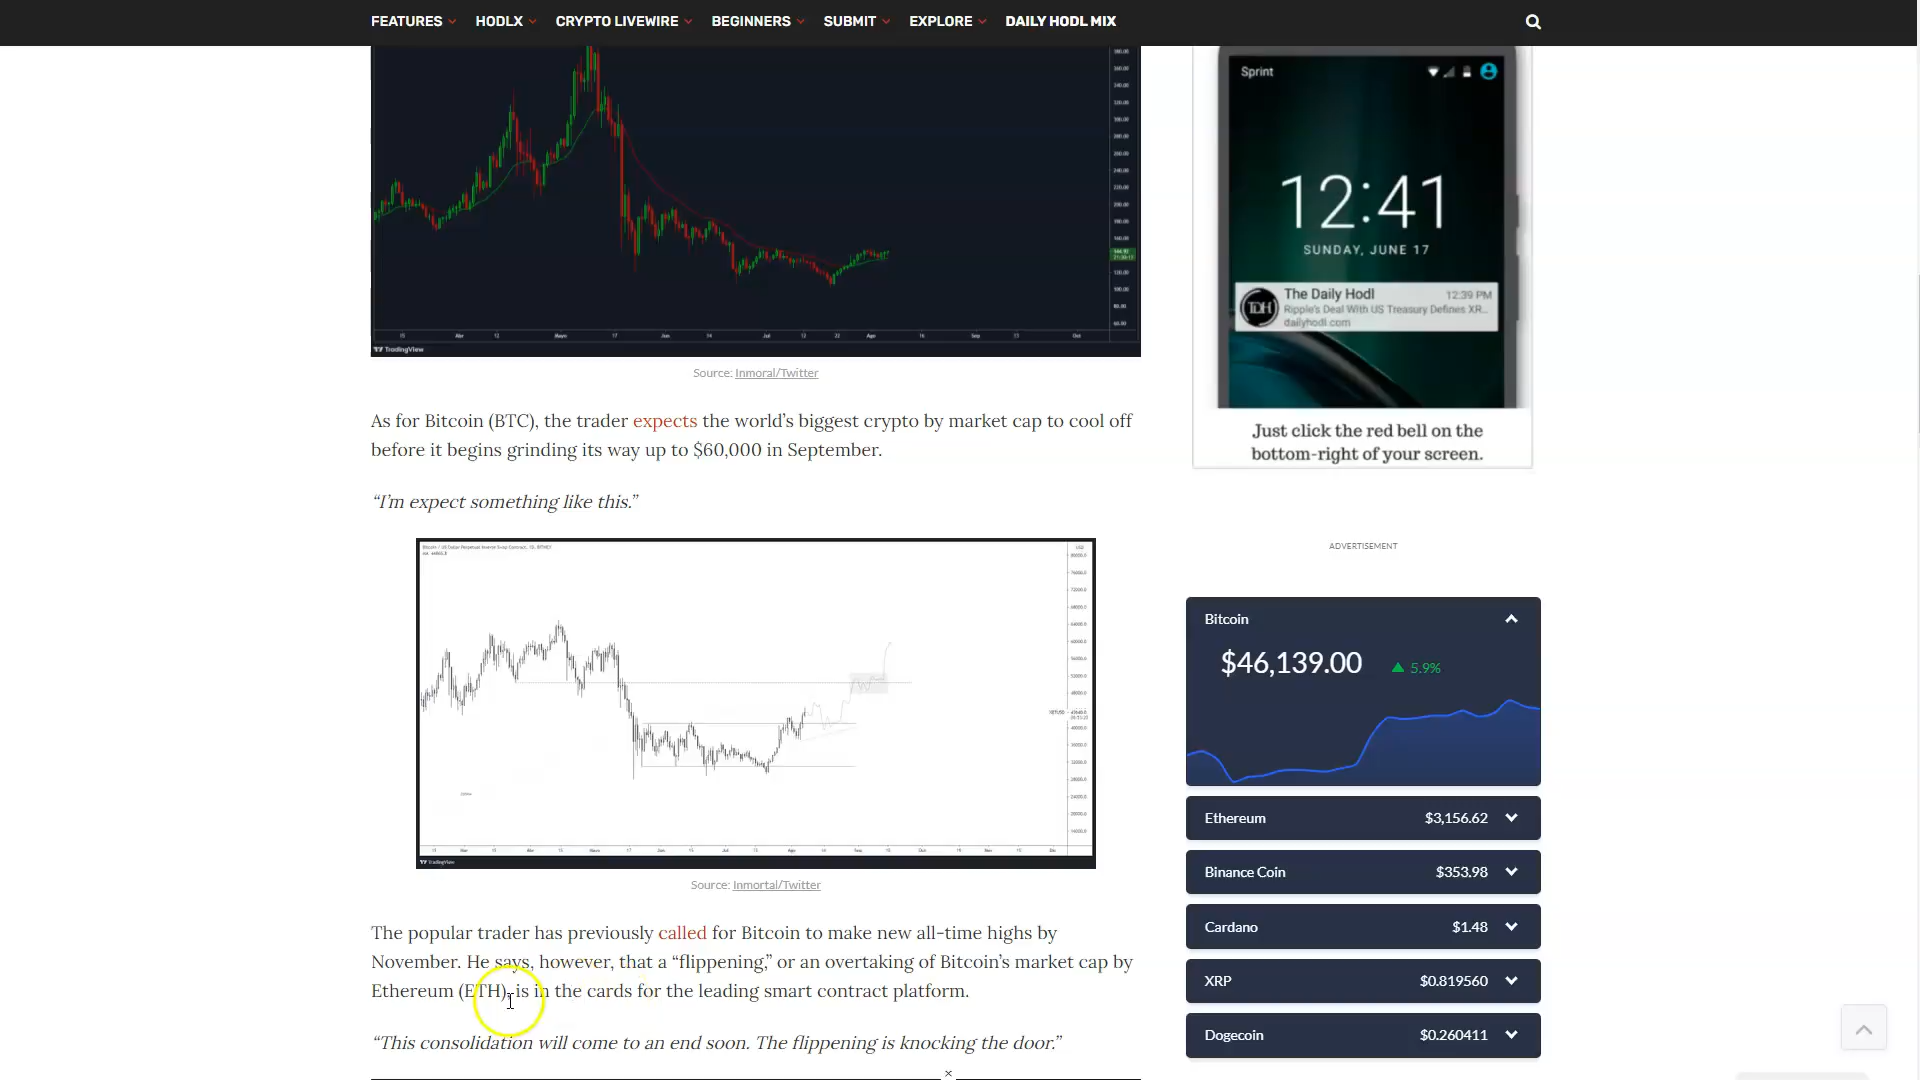 FEATURES HODLX CRYPTO LIVEWIRE BEGINNERS SUBMIT EXPLORE DAILY HODL MIX
TradingView
Source: Inmoral/Twitter
As for Bitcoin (BTC), the trader expects the world’s biggest crypto by market cap to cool off
before it begins grinding its way up to $60,000 in September.
“I’m expect something like this.”
TradingView
Source: Inmortal/Twitter
The popular trader has previously called for Bitcoin to make new all-time highs by
November. He says, however, that a “flippening,” or an overtaking of Bitcoin’s market cap by
Ethereum (ETH), is in the cards for the leading smart contract platform.
“This consolidation will come to an end soon. The flippening is knocking the door.”
Sprint
12:41
SUNDAY, JUNE 17
The Daily Hodl 12:39 PM
Ripple's Deal With US Treasury Defines XR...
dailyhodl.com
TDH
Just click the red bell on the
bottom-right of your screen.
ADVERTISEMENT
Bitcoin
$46,139.00 5.9%
Ethereum $3,156.62
Binance Coin $353.98
Cardano $1.48
XRP $0.819560
Dogecoin $0.260411